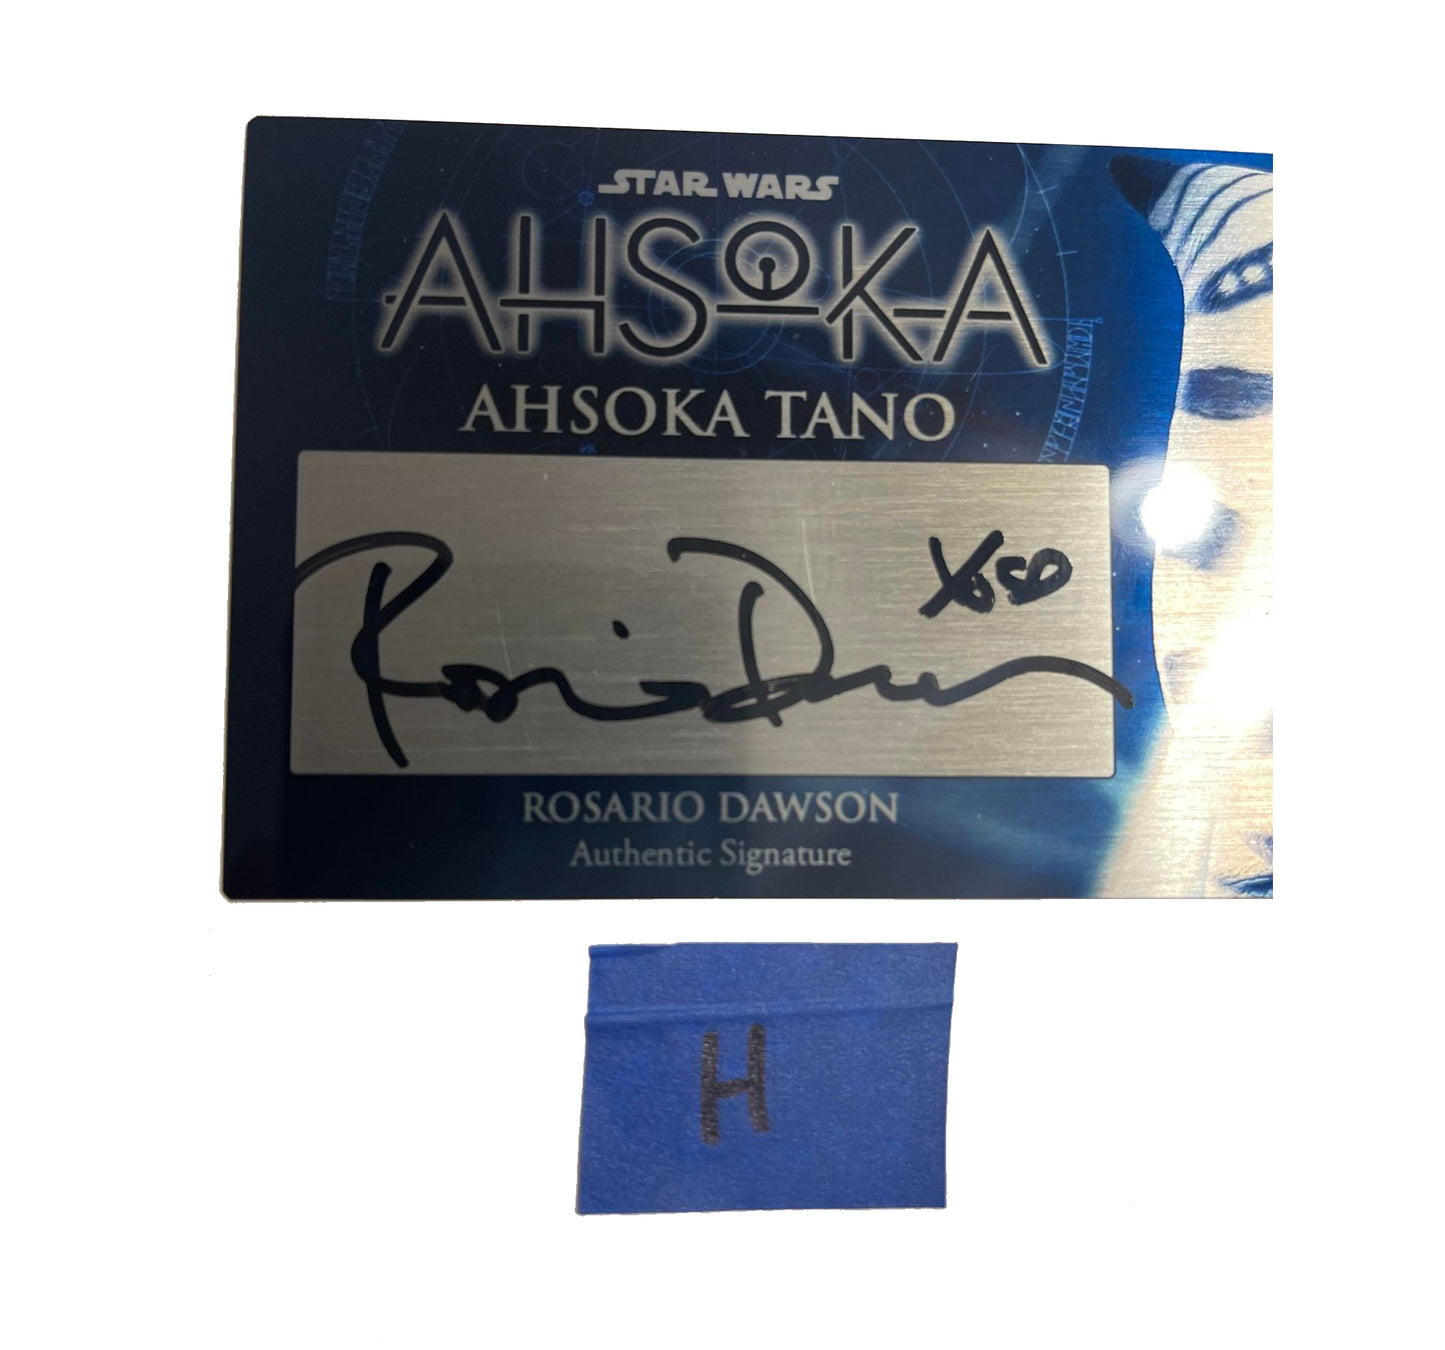 STAR WARS
AHSOKA
AHSOKA TANO
ROSARIO DAWSON
Authentic Signature
H